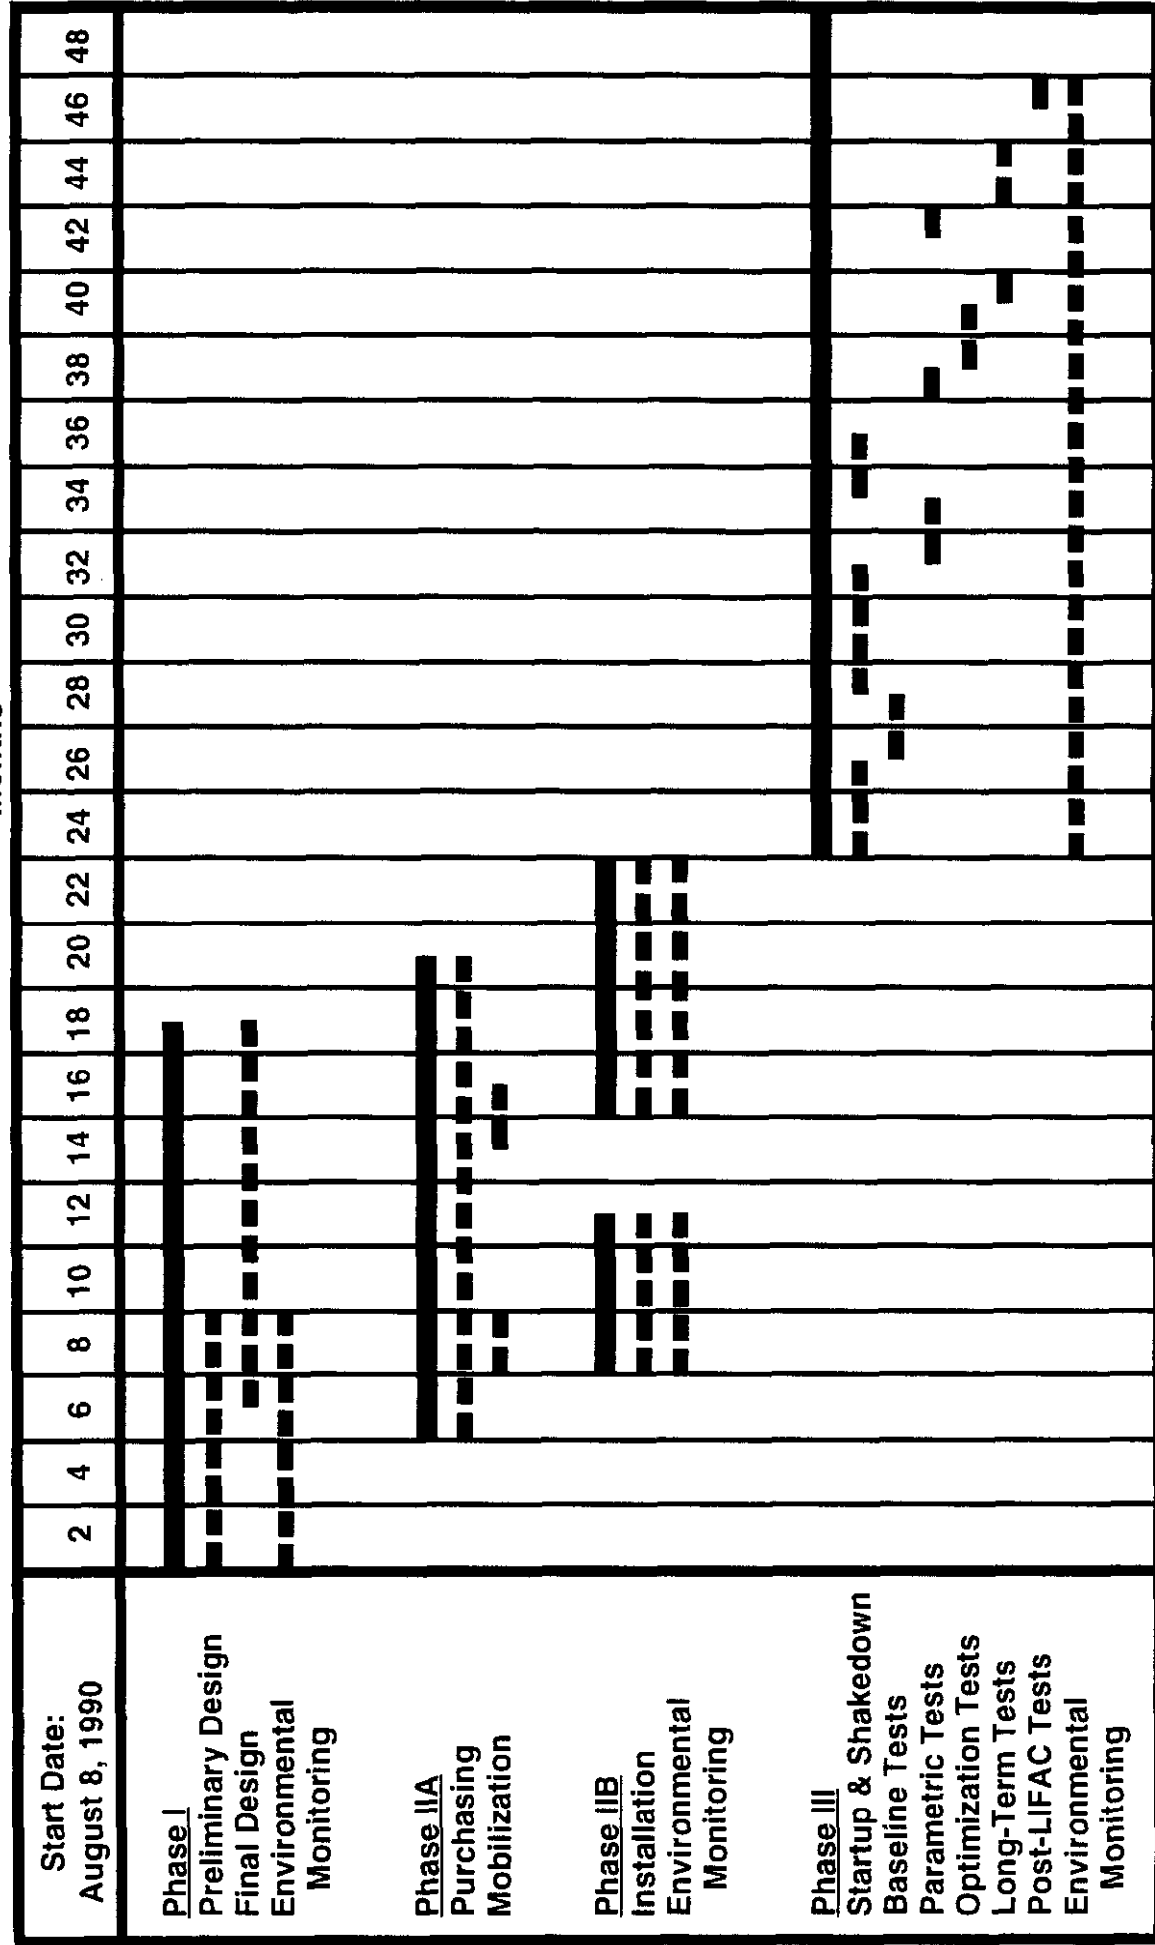 Months
Start Date:
August 8, 1990
2 4 6 8 10 12 14 16 18 20 22 24 26 28 30 32 34 36 38 40 42 44 46 48
Phase I
Preliminary Design
Final Design
Environmental
Monitoring
Phase IIA
Purchasing
Mobilization
Phase IIB
Installation
Environmental
Monitoring
Phase III
Startup & Shakedown
Baseline Tests
Parametric Tests
Optimization Tests
Long-Term Tests
Post-LIFAC Tests
Environmental
Monitoring